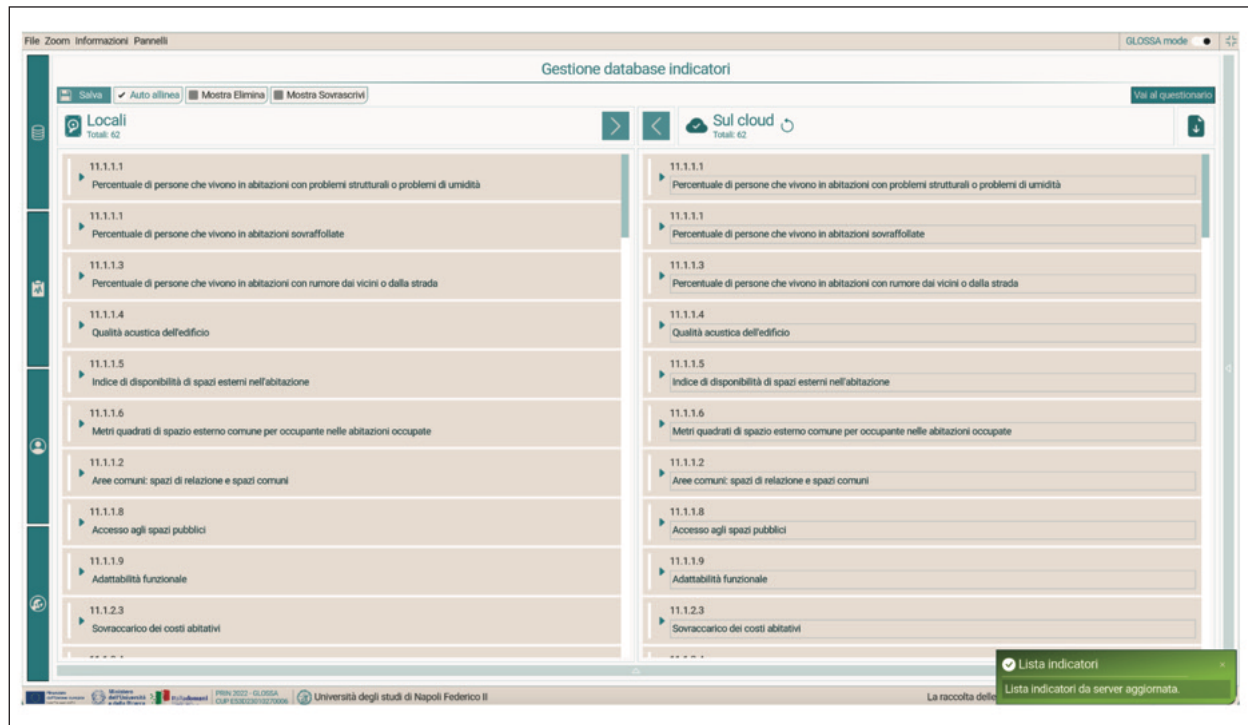 File Zoom Informazioni Pannelli
GLOSSA mode
Gestione database indicatori
Salva
Auto allinea
Mostra Elimina
Mostra Sovrascrivi
Vai al questionario
Locali
Totali: 62
Sul cloud
Totali: 62
11.1.1.1
Percentuale di persone che vivono in abitazioni con problemi strutturali o problemi di umidità
11.1.1.1
Percentuale di persone che vivono in abitazioni sovraffollate
11.1.1.3
Percentuale di persone che vivono in abitazioni con rumore dai vicini o dalla strada
11.1.1.4
Qualità acustica dell'edificio
11.1.1.5
Indice di disponibilità di spazi esterni nell'abitazione
11.1.1.6
Metri quadrati di spazio esterno comune per occupante nelle abitazioni occupate
11.1.1.2
Aree comuni: spazi di relazione e spazi comuni
11.1.1.8
Accesso agli spazi pubblici
11.1.1.9
Adattabilità funzionale
11.1.2.3
Sovraccarico dei costi abitativi
11.1.1.1
Percentuale di persone che vivono in abitazioni con problemi strutturali o problemi di umidità
11.1.1.1
Percentuale di persone che vivono in abitazioni sovraffollate
11.1.1.3
Percentuale di persone che vivono in abitazioni con rumore dai vicini o dalla strada
11.1.1.4
Qualità acustica dell'edificio
11.1.1.5
Indice di disponibilità di spazi esterni nell'abitazione
11.1.1.6
Metri quadrati di spazio esterno comune per occupante nelle abitazioni occupate
11.1.1.2
Aree comuni: spazi di relazione e spazi comuni
11.1.1.8
Accesso agli spazi pubblici
11.1.1.9
Adattabilità funzionale
11.1.2.3
Sovraccarico dei costi abitativi
Lista indicatori
Lista indicatori da server aggiornata.
Ministero
dell'Università
e della Ricerca
Italiadomani
PRIN 2022 - GLOSSA
Università degli studi di Napoli Federico II
La raccolta delle